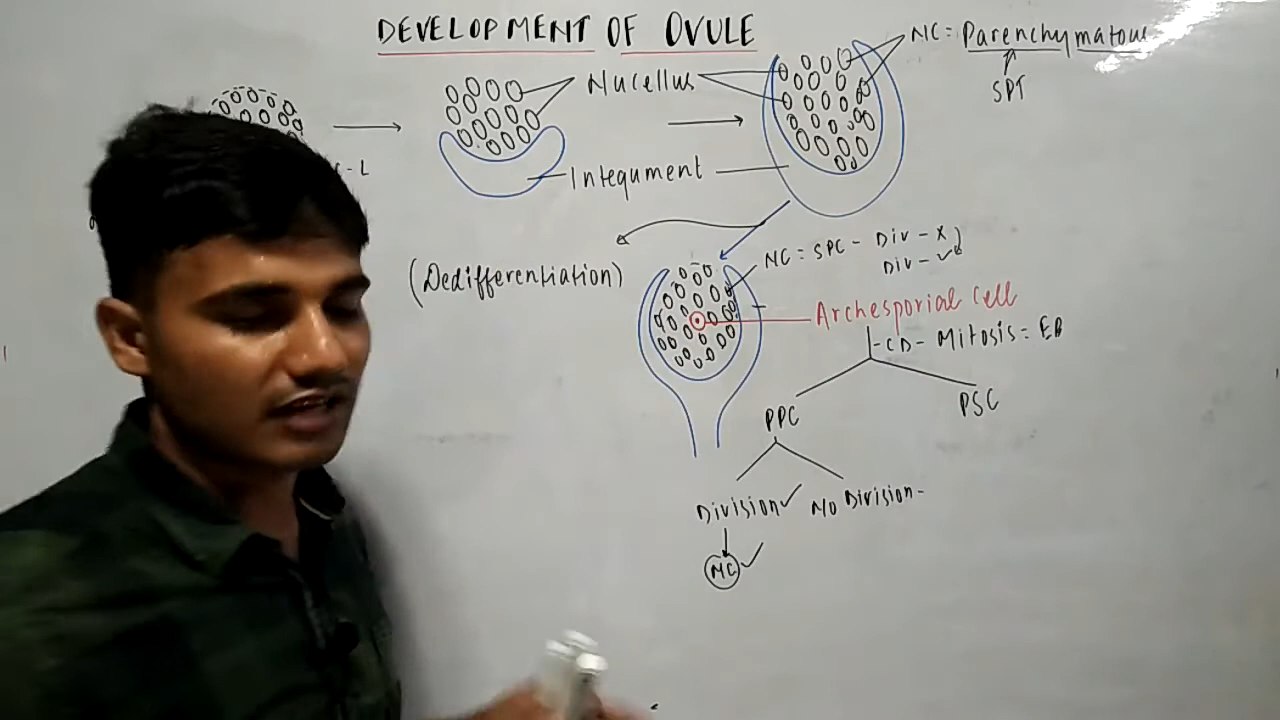 DEVELOPMENT OF OVULE
Nucellus
NC = Parenchymatous
SPT
- L
Integument
(Dedifferentiation)
NC = SPC - Div - x
Div - ✓
Archesporial cell
- CD - Mitosis = ED
PPC
PSC
Division ✓
No Division -
NC ✓